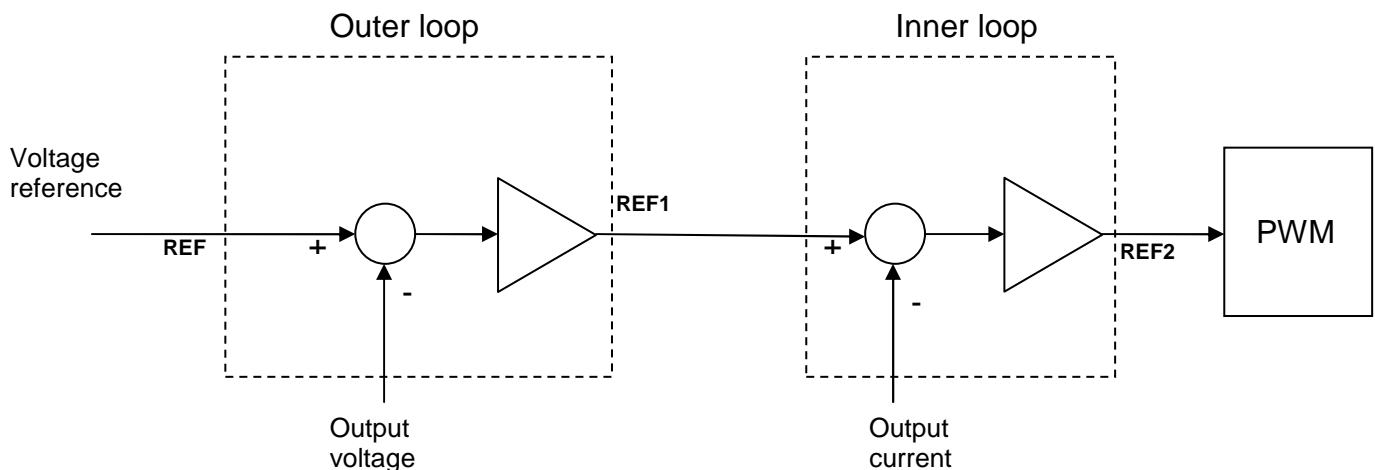 Outer loop
Inner loop
Voltage
reference
REF
+
-
REF1
+
-
REF2
PWM
Output
voltage
Output
current